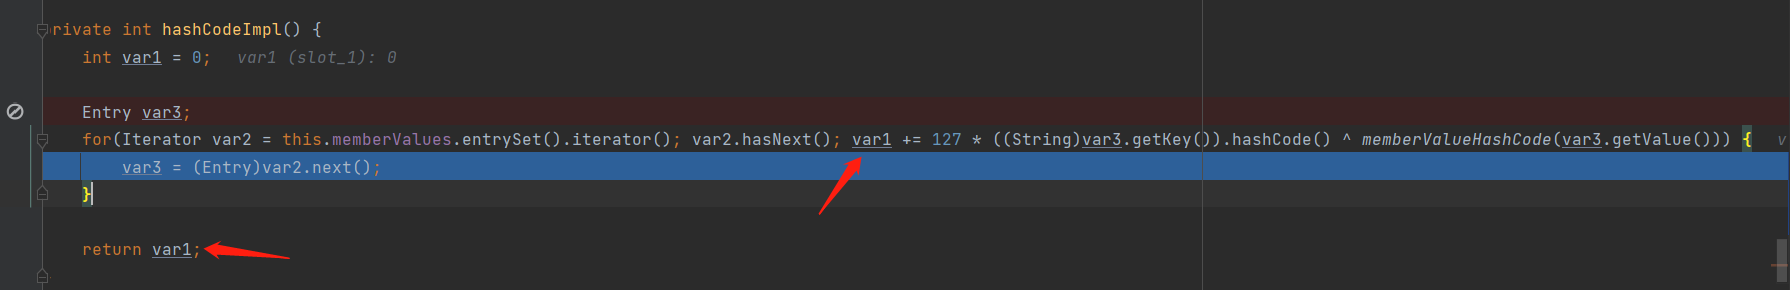 rivate int hashCodeImpl() {
int var1 = 0; var1 (slot_1): 0
Entry var3;
for(Iterator var2 = this.memberValues.entrySet().iterator(); var2.hasNext(); var1 += 127 * ((String)var3.getKey()).hashCode() ^ memberValueHashCode(var3.getValue())) { v
var3 = (Entry)var2.next();
}
return var1;